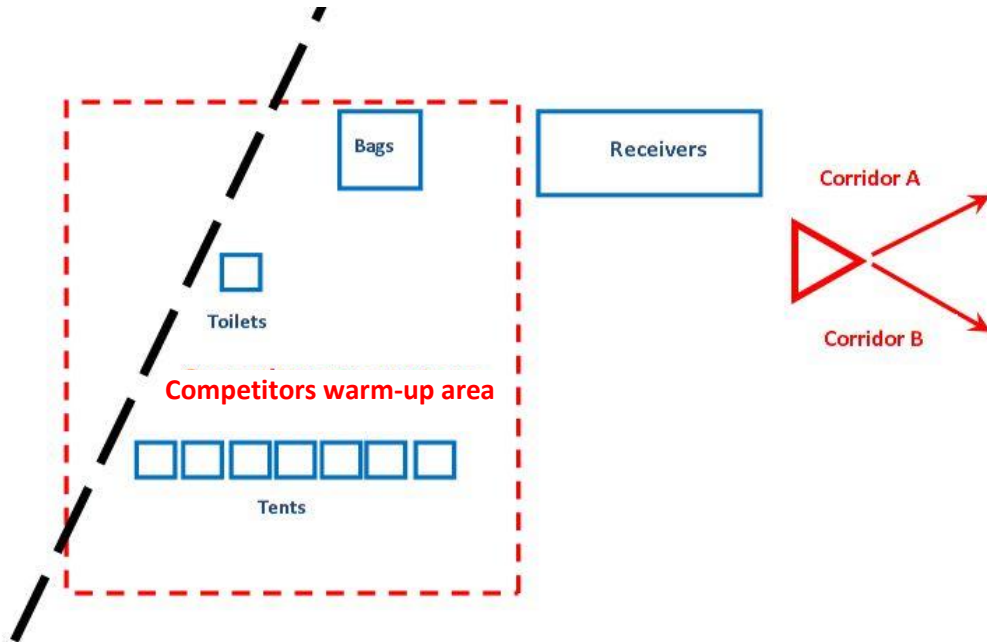 Bags
Receivers
Corridor A
Toilets
Corridor B
Competitors warm-up area
Tents